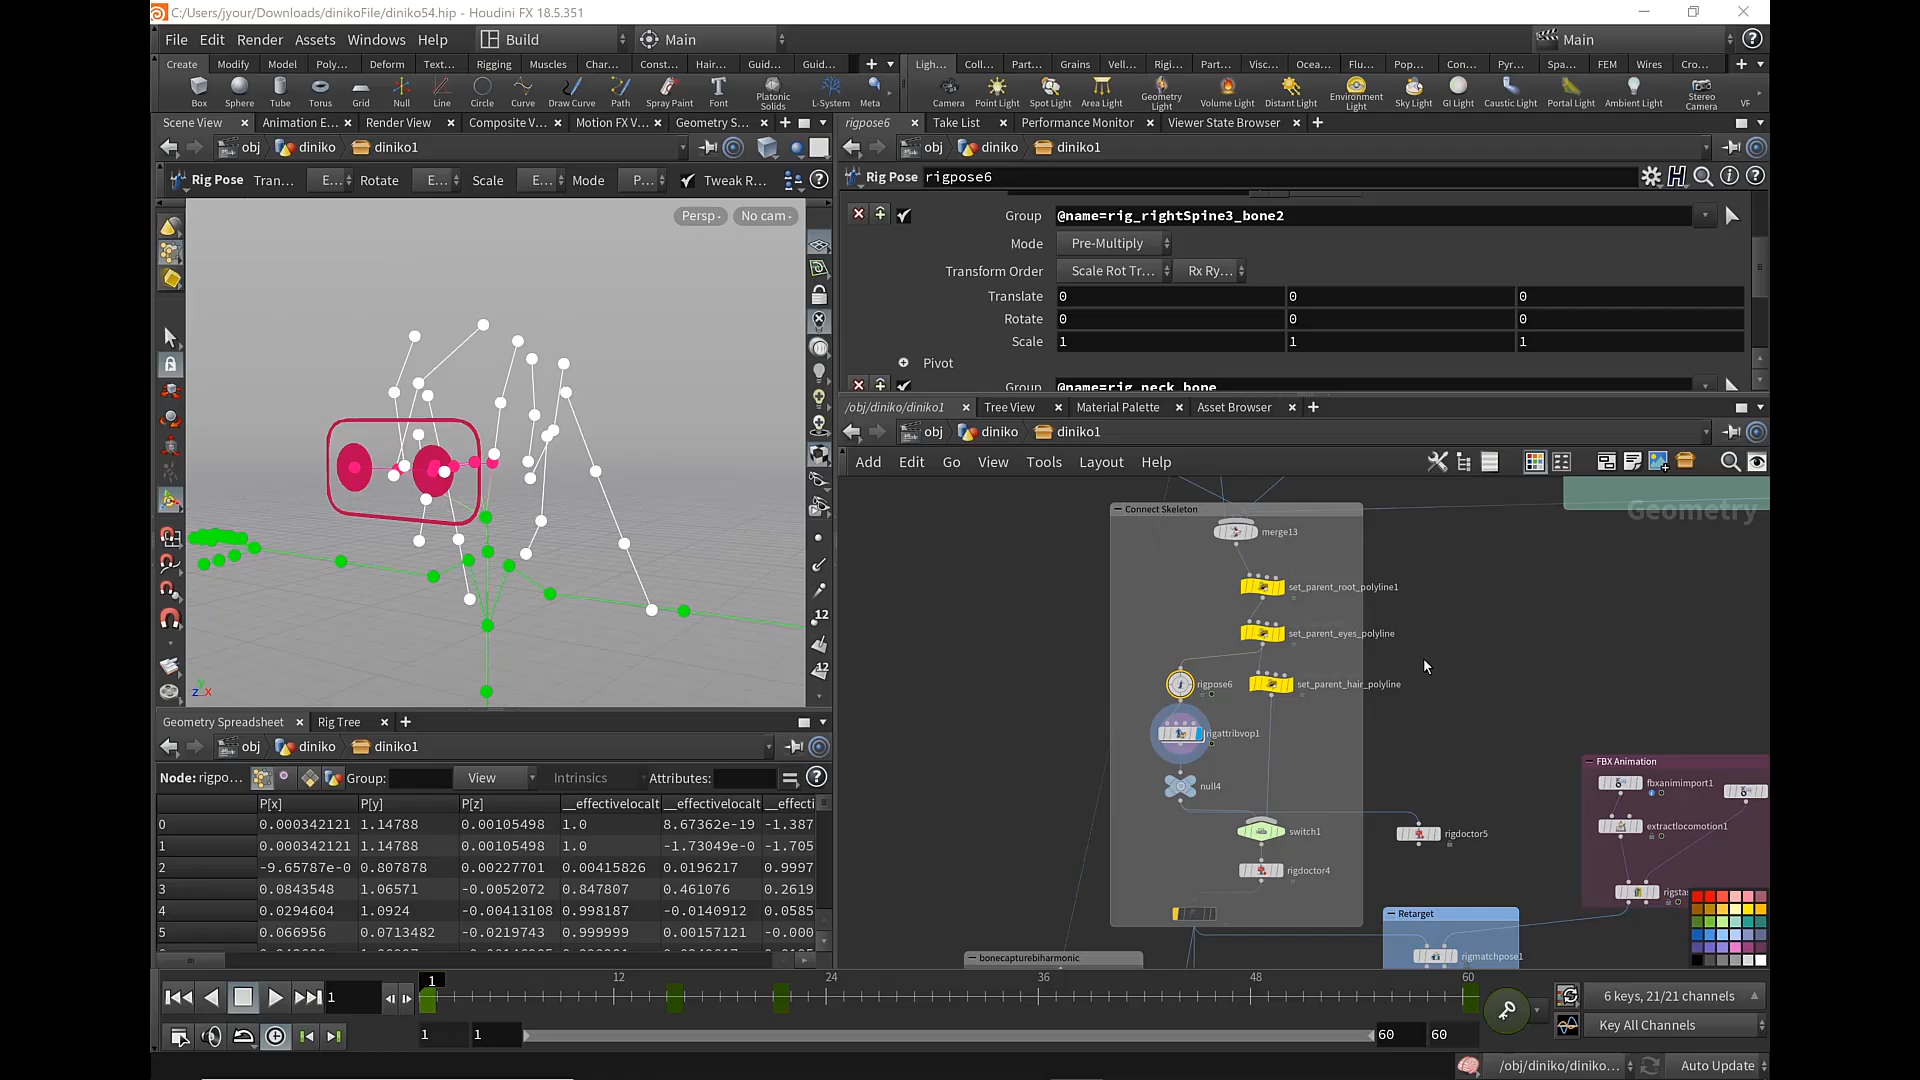 C:/Users/jyour/Downloads/dinikoFile/diniko54.hip - Houdini FX 18.5.351
File Edit Render Assets Windows Help Build Main Main
Create Modify Model Poly... Deform Text... Rigging Muscles Char... Const... Hair... Guid... Guid...
Ligh... Coll... Part... Grains Vell... Rigi... Part... Visc... Ocea... Flu... Pop... Con... Pyr... Spa... FEM Wires Cro...
Box Sphere Tube Torus Grid Null Line Circle Curve Draw Curve Path Spray Paint Font Platonic Solids L-System Meta
Camera Point Light Spot Light Area Light Geometry Light Volume Light Distant Light Environment Light Sky Light GI Light Caustic Light Portal Light Ambient Light Stereo Camera VF
Scene View Animation E... Render View Composite V... Motion FX V... Geometry S...
rigpose6 Take List Performance Monitor Viewer State Browser
obj diniko diniko1
obj diniko diniko1
Rig Pose Tran... E... Rotate E... Scale E... Mode P... Tweak R...
Rig Pose rigpose6
Persp No cam
Group @name=rig_rightSpine3_bone2
Mode Pre-Multiply
Transform Order Scale Rot Tr... Rx Ry...
Translate 0 0 0
Rotate 0 0 0
Scale 1 1 1
Pivot
Group @name=rig_neck_bone
/obj/diniko/diniko1 Tree View Material Palette Asset Browser
obj diniko diniko1
Add Edit Go View Tools Layout Help
Geometry
Connect Skeleton
merge13
set_parent_root_polyline1
set_parent_eyes_polyline
rigpose6
set_parent_hair_polyline
rigattribvop1
null4
switch1
rigdoctor5
rigdoctor4
FBX Animation
fbxanimimport1
extractlocomotion1
rigsta
Retarget
rigmatchpose1
bonecapturebiharmonic
12
12
z y x
Geometry Spreadsheet Rig Tree
obj diniko diniko1
Node: rigpo... Group: View Intrinsics Attributes:
P[x] P[y] P[z] __effectivelocalt __effectivelocalt __effecti
0 0.000342121 1.14788 0.00105498 1.0 8.67362e-19 -1.387
1 0.000342121 1.14788 0.00105498 1.0 -1.73049e-0 -1.705
2 -9.65787e-0 0.807878 0.00227701 0.00415826 0.0196217 0.9997
3 0.0843548 1.06571 -0.0052072 0.847807 0.461076 0.2619
4 0.0294604 1.0924 -0.00413108 0.998187 -0.0140912 0.0585
5 0.066956 1.0713482 -0.0219743 0.999999 0.00157121 -0.000
1 1 12 24 36 48 60
6 keys, 21/21 channels
1 1 60 60
Key All Channels
/obj/diniko/diniko... Auto Update